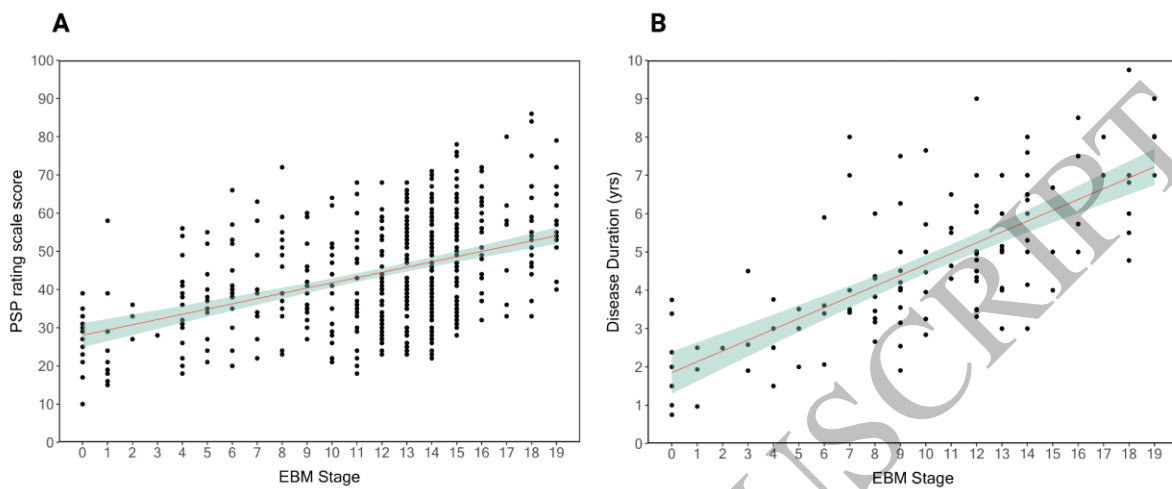 A
B
PSP rating scale score
100
90
80
70
60
50
40
30
20
10
0
0 1 2 3 4 5 6 7 8 9 10 11 12 13 14 15 16 17 18 19
EBM Stage
Disease Duration (yrs)
10
9
8
7
6
5
4
3
2
1
0
0 1 2 3 4 5 6 7 8 9 10 11 12 13 14 15 16 17 18 19
EBM Stage
USCRIPT